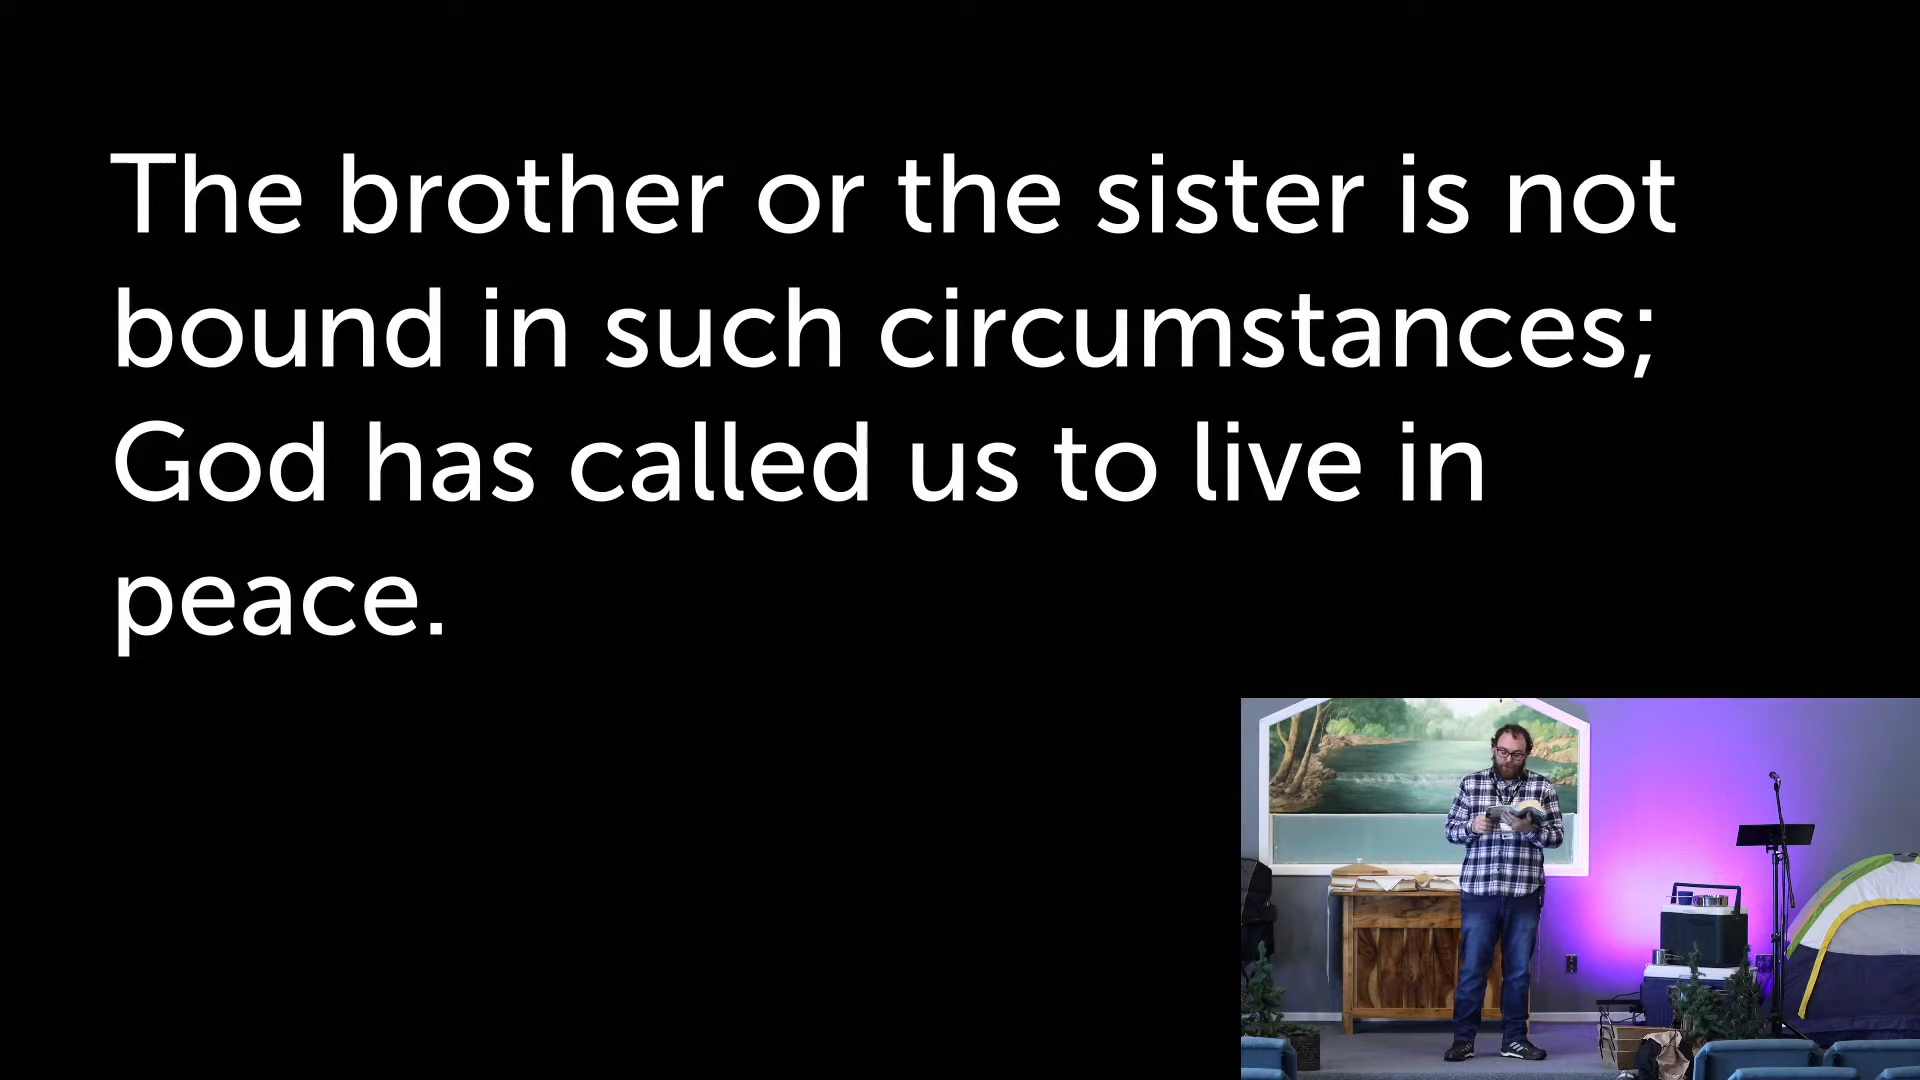 The brother or the sister is not
bound in such circumstances;
God has called us to live in
peace.